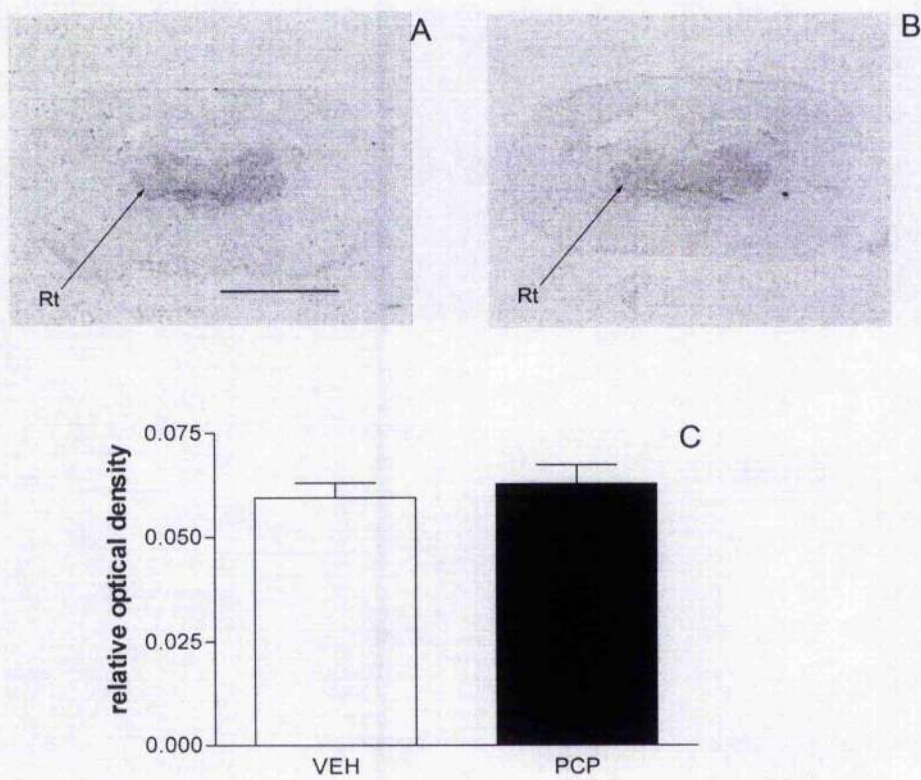 A
B
Rt
Rt
C
relative optical density
0.075
0.050
0.025
0.000
VEH
PCP